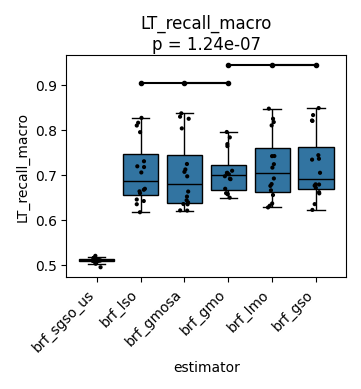 LT_recall_macro
p = 1.24e-07
LT_recall_macro
0.9
0.8
0.7
0.6
0.5
brf_sgso_us
brf_lso
brf_gmosa
brf_gmo
brf_lmo
brf_gso
estimator